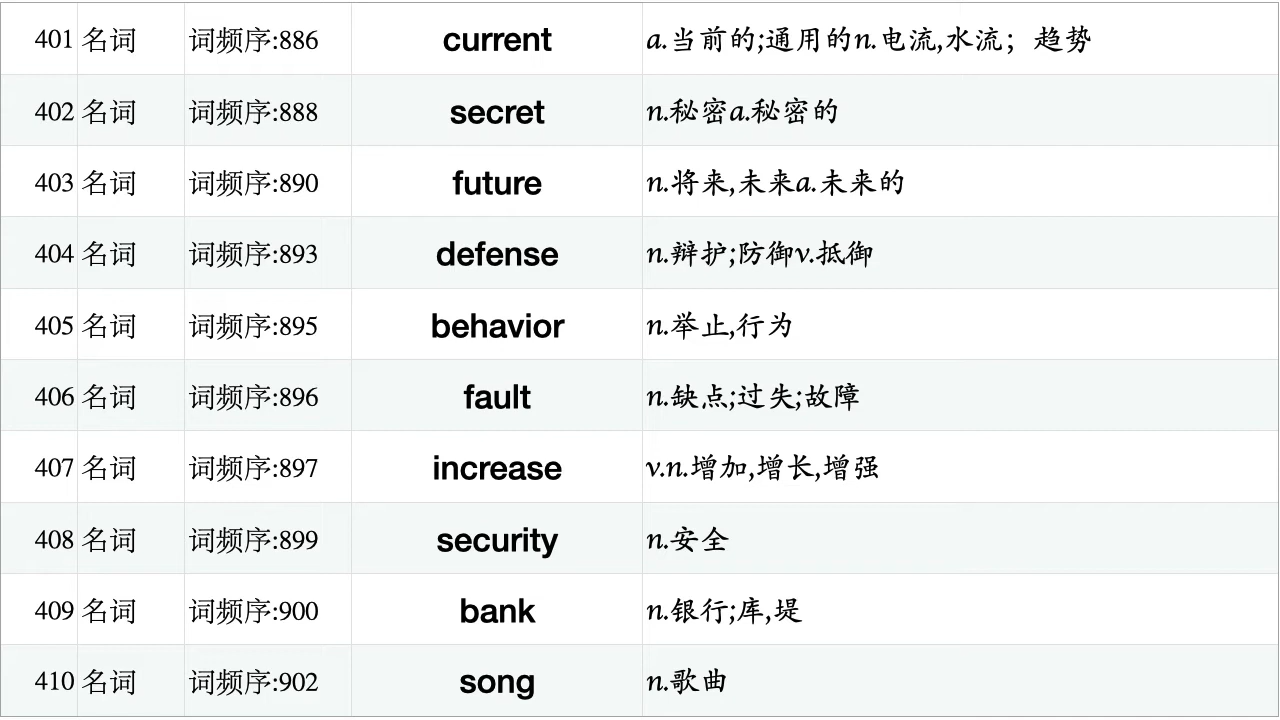 401 名词 词频序:886 current a.当前的;通用的n.电流,水流；趋势
402 名词 词频序:888 secret n.秘密a.秘密的
403 名词 词频序:890 future n.将来,未来a.未来的
404 名词 词频序:893 defense n.辩护;防御v.抵御
405 名词 词频序:895 behavior n.举止,行为
406 名词 词频序:896 fault n.缺点;过失;故障
407 名词 词频序:897 increase v.n.增加,增长,增强
408 名词 词频序:899 security n.安全
409 名词 词频序:900 bank n.银行;库,堤
410 名词 词频序:902 song n.歌曲